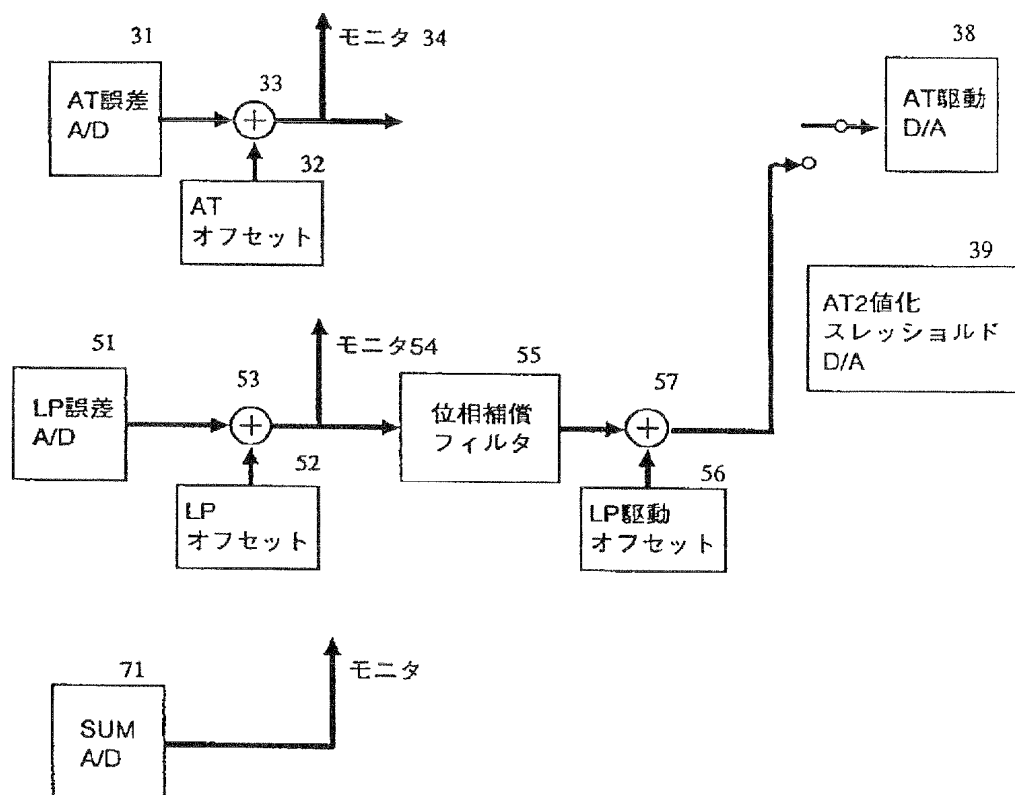 31
AT誤差
A/D
33
モニタ 34
32
AT
オフセット
38
AT駆動
D/A
39
AT2値化
スレッショルド
D/A
51
LP誤差
A/D
53
モニタ54
52
LP
オフセット
55
位相補償
フィルタ
57
56
LP駆動
オフセット
71
SUM
A/D
モニタ